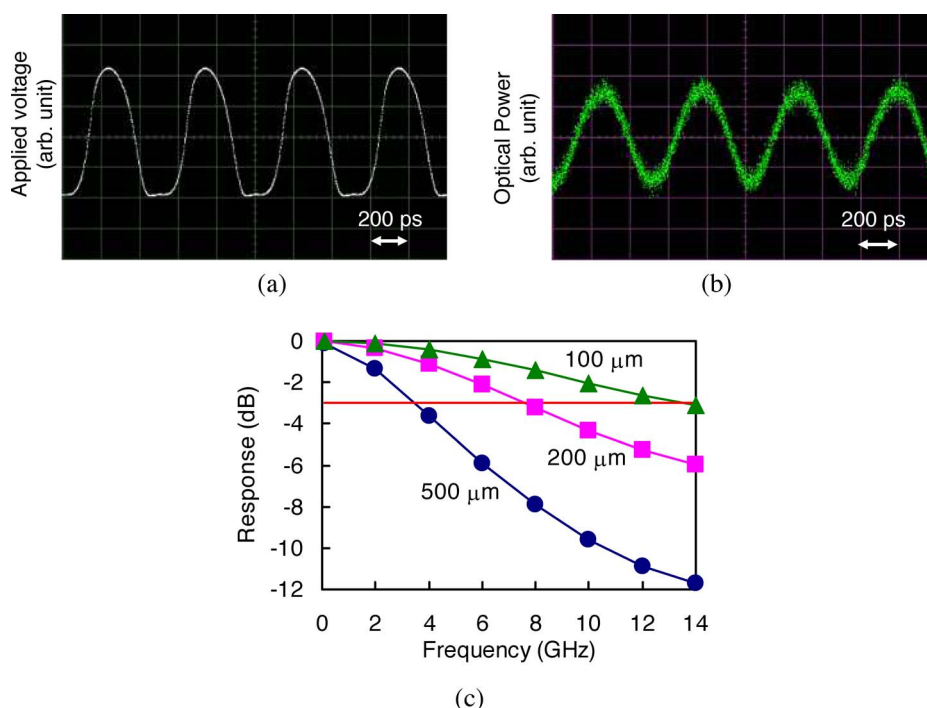 Applied voltage
(arb. unit)
200 ps
(a)
Optical Power
(arb. unit)
200 ps
(b)
Response (dB)
0
-2
-4
-6
-8
-10
-12
100 μm
200 μm
500 μm
0 2 4 6 8 10 12 14
Frequency (GHz)
(c)